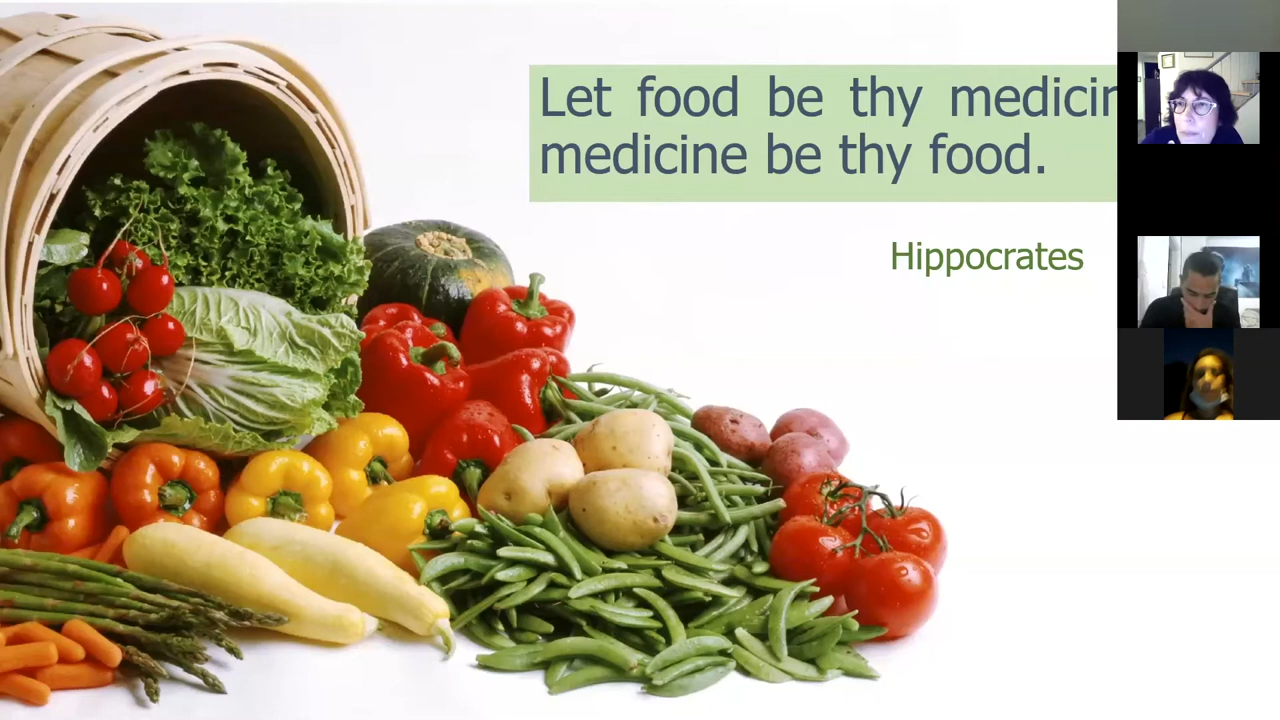 Let food be thy medicin
medicine be thy food.
Hippocrates